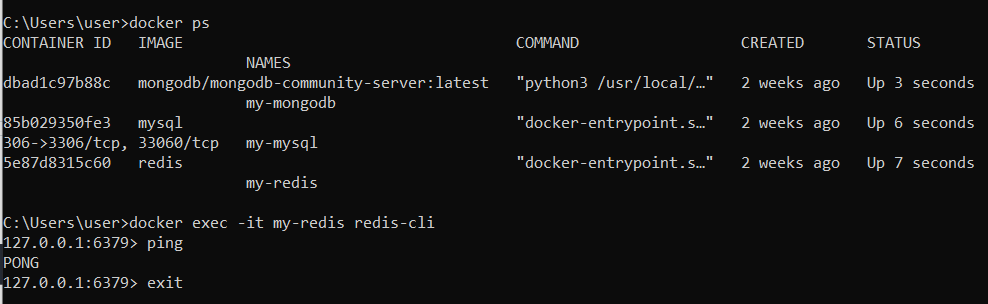 C:\Users\user>docker ps
CONTAINER ID   IMAGE                                  COMMAND                CREATED       STATUS
                         NAMES
dbad1c97b88c   mongodb/mongodb-community-server:latest   "python3 /usr/local/…"   2 weeks ago   Up 3 seconds
                         my-mongodb
85b029350fe3   mysql                                     "docker-entrypoint.s…"   2 weeks ago   Up 6 seconds
306->3306/tcp, 33060/tcp   my-mysql
5e87d8315c60   redis                                     "docker-entrypoint.s…"   2 weeks ago   Up 7 seconds
                         my-redis
C:\Users\user>docker exec -it my-redis redis-cli
127.0.0.1:6379> ping
PONG
127.0.0.1:6379> exit